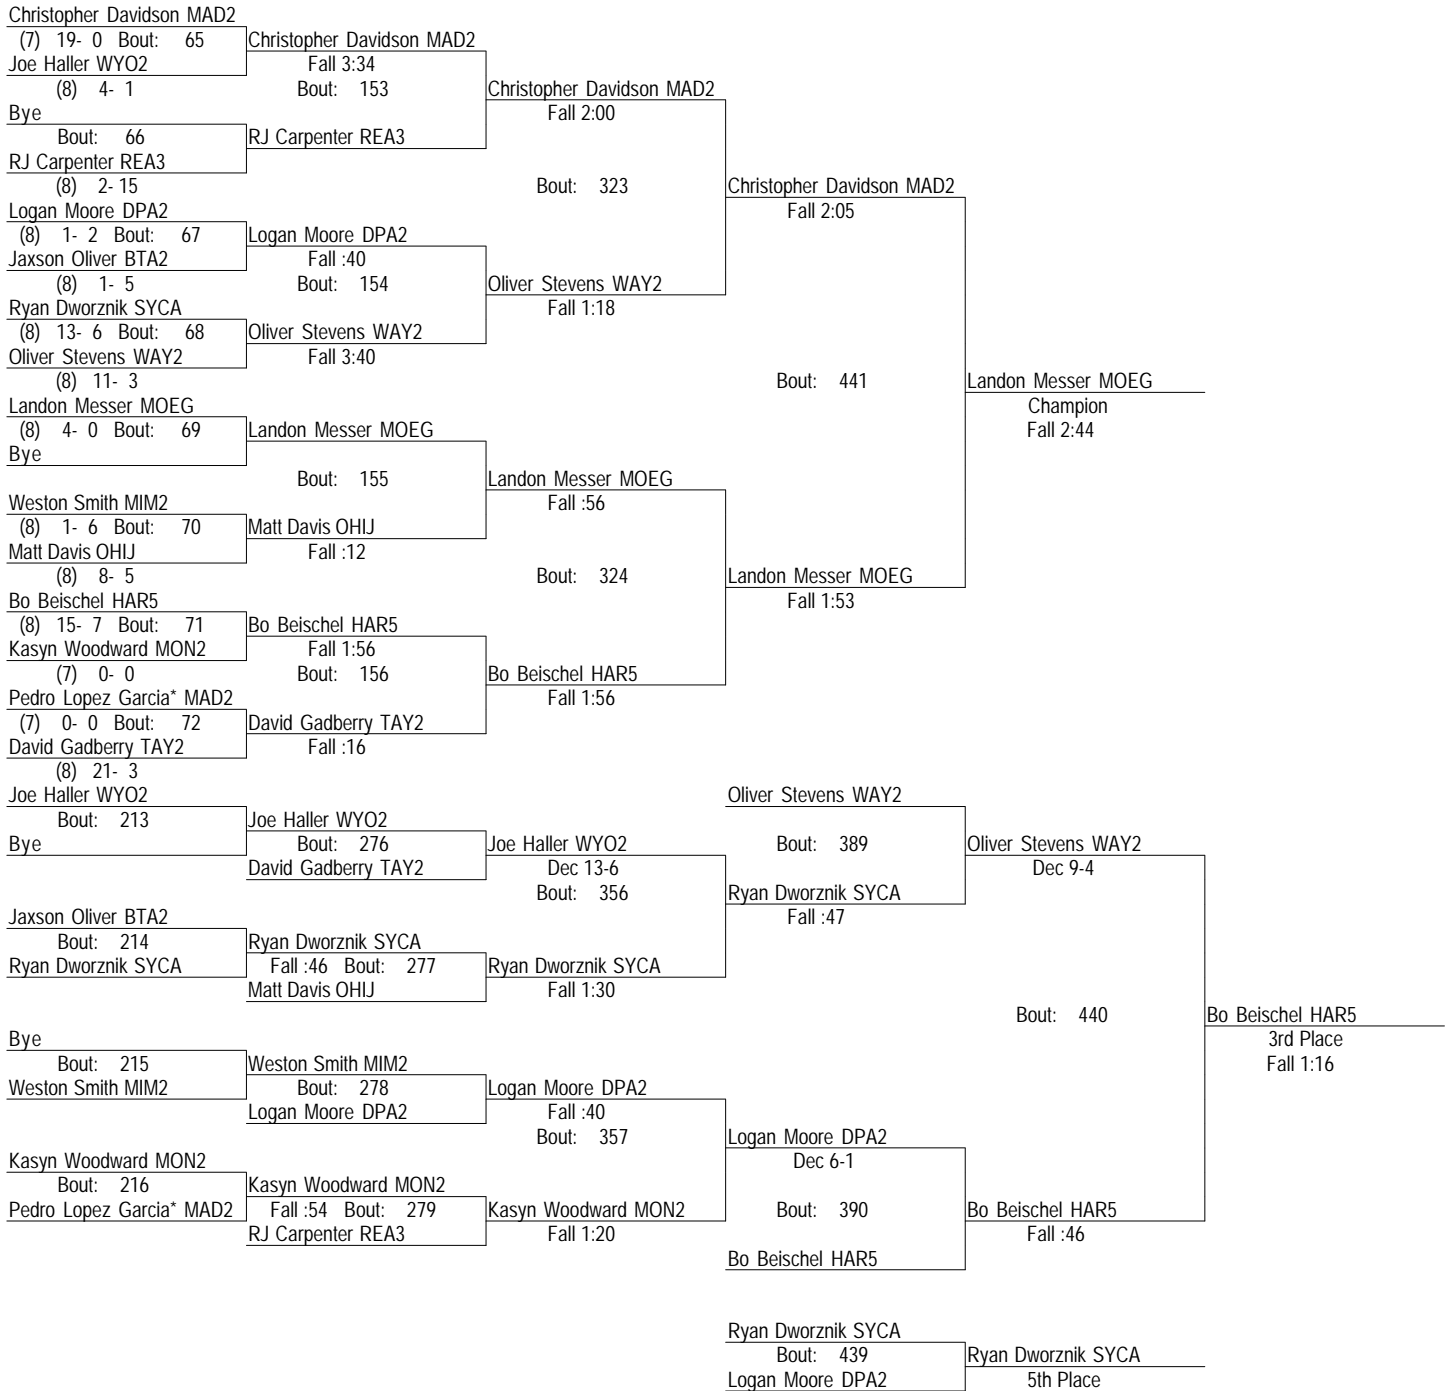 Christopher Davidson MAD2
(7) 19- 0 Bout: 65
Christopher Davidson MAD2
Joe Haller WYO2
Fall 3:34
(8) 4- 1
Bout: 153
Christopher Davidson MAD2
Bye
Fall 2:00
Bout: 66
RJ Carpenter REA3
RJ Carpenter REA3
(8) 2- 15
Bout: 323
Christopher Davidson MAD2
Logan Moore DPA2
Fall 2:05
(8) 1- 2 Bout: 67
Logan Moore DPA2
Jaxson Oliver BTA2
Fall :40
(8) 1- 5
Bout: 154
Oliver Stevens WAY2
Ryan Dworznik SYCA
Fall 1:18
(8) 13- 6 Bout: 68
Oliver Stevens WAY2
Oliver Stevens WAY2
Fall 3:40
(8) 11- 3
Bout: 441
Landon Messer MOEG
Landon Messer MOEG
Champion
(8) 4- 0 Bout: 69
Landon Messer MOEG
Fall 2:44
Bye
Bout: 155
Landon Messer MOEG
Weston Smith MIM2
Fall :56
(8) 1- 6 Bout: 70
Matt Davis OHIJ
Matt Davis OHIJ
Fall :12
(8) 8- 5
Bout: 324
Landon Messer MOEG
Bo Beischel HAR5
Fall 1:53
(8) 15- 7 Bout: 71
Bo Beischel HAR5
Kasyn Woodward MON2
Fall 1:56
(7) 0- 0
Bout: 156
Bo Beischel HAR5
Pedro Lopez Garcia* MAD2
Fall 1:56
(7) 0- 0 Bout: 72
David Gadberry TAY2
David Gadberry TAY2
Fall :16
(8) 21- 3
Joe Haller WYO2
Oliver Stevens WAY2
Bout: 213
Joe Haller WYO2
Bye
Bout: 276
Joe Haller WYO2
Bout: 389
Oliver Stevens WAY2
David Gadberry TAY2
Dec 13-6
Dec 9-4
Bout: 356
Ryan Dworznik SYCA
Jaxson Oliver BTA2
Fall :47
Bout: 214
Ryan Dworznik SYCA
Ryan Dworznik SYCA
Fall :46 Bout: 277
Ryan Dworznik SYCA
Matt Davis OHIJ
Fall 1:30
Bout: 440
Bo Beischel HAR5
Bye
3rd Place
Bout: 215
Weston Smith MIM2
Fall 1:16
Weston Smith MIM2
Bout: 278
Logan Moore DPA2
Logan Moore DPA2
Fall :40
Bout: 357
Logan Moore DPA2
Kasyn Woodward MON2
Dec 6-1
Bout: 216
Kasyn Woodward MON2
Pedro Lopez Garcia* MAD2
Fall :54 Bout: 279
Kasyn Woodward MON2
Bout: 390
Bo Beischel HAR5
RJ Carpenter REA3
Fall 1:20
Fall :46
Bo Beischel HAR5
Ryan Dworznik SYCA
Bout: 439
Ryan Dworznik SYCA
Logan Moore DPA2
5th Place